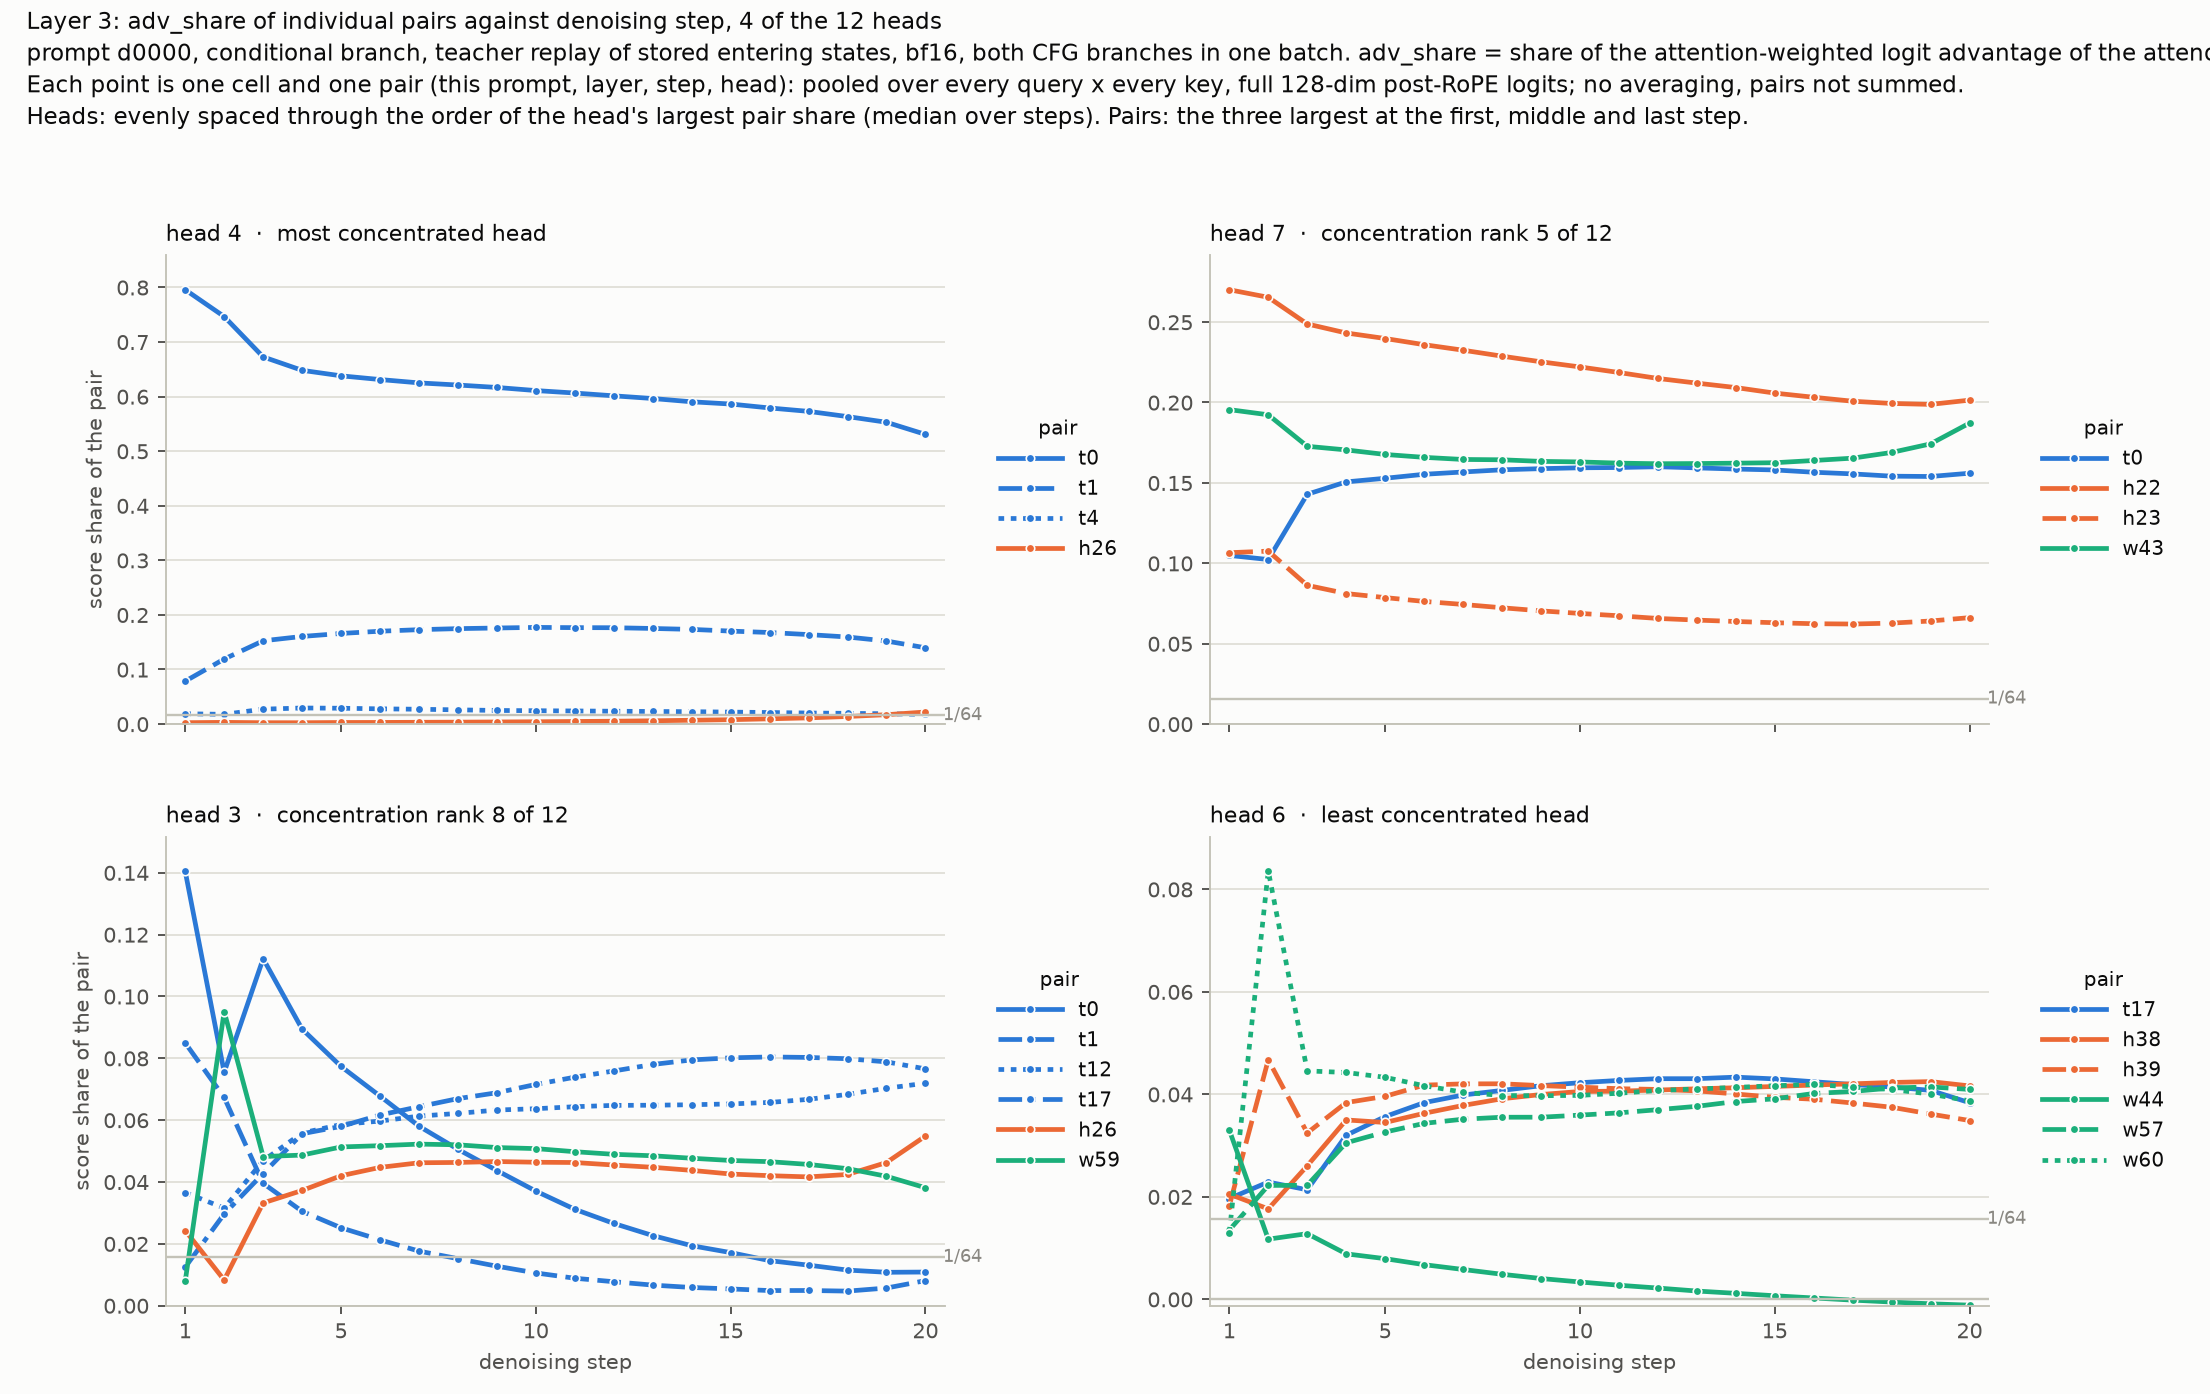 Layer 3: adv_share of individual pairs against denoising step, 4 of the 12 heads
prompt d0000, conditional branch, teacher replay of stored entering states, bf16, both CFG branches in one batch. adv_share = share of the attention-weighted logit advantage of the
Each point is one cell and one pair (this prompt, layer, step, head): pooled over every query x every key, full 128-dim post-RoPE logits; no averaging, pairs not summed.
Heads: evenly spaced through the order of the head's largest pair share (median over steps). Pairs: the three largest at the first, middle and last step.
head 4 · most concentrated head
score share of the pair
0.8
0.7
0.6
0.5
0.4
0.3
0.2
0.1
0.0
1/64
pair
t0
t1
t4
h26
head 7 · concentration rank 5 of 12
0.25
0.20
0.15
0.10
0.05
0.00
1/64
pair
t0
h22
h23
w43
head 3 · concentration rank 8 of 12
score share of the pair
0.14
0.12
0.10
0.08
0.06
0.04
0.02
0.00
1/64
1 5 10 15 20
denoising step
pair
t0
t1
t12
t17
h26
w59
head 6 · least concentrated head
0.08
0.06
0.04
0.02
0.00
1/64
1 5 10 15 20
denoising step
pair
t17
h38
h39
w44
w57
w60